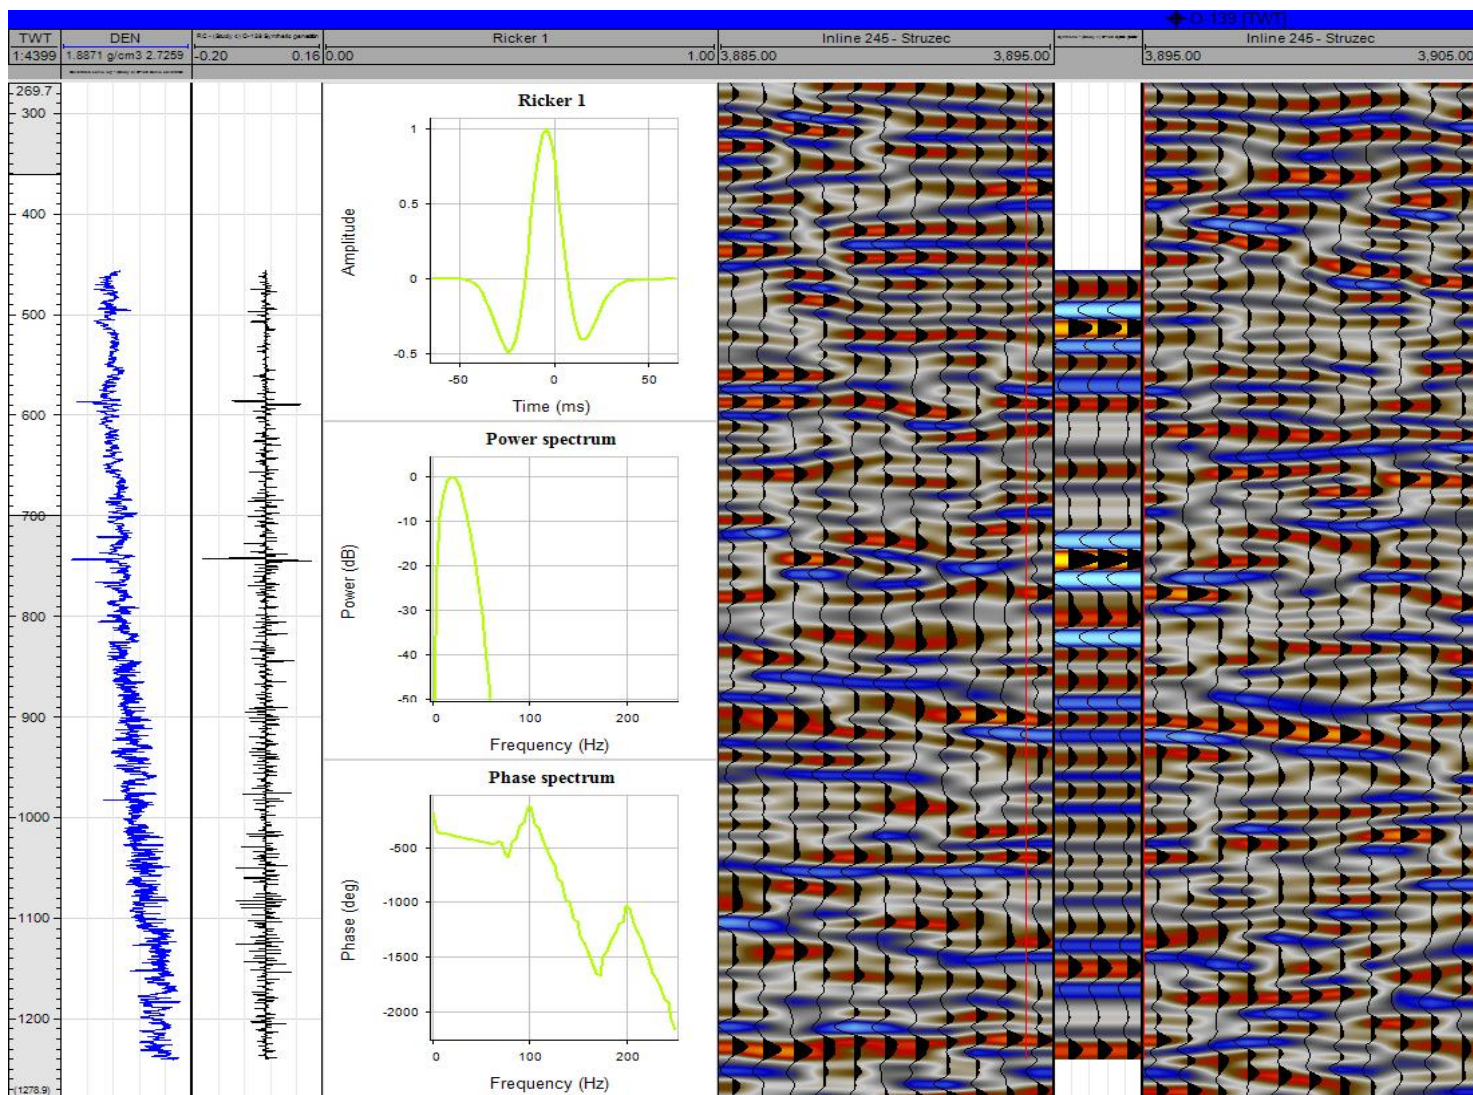 O-139 [TWT]
TWT DEN Ricker 1 Inline 245 - Struzec Inline 245 - Struzec
1:4399 1.8871 g/cm3 2.7259 -0.20 0.16 0.00 1.00 3,885.00 3,895.00 3,895.00 3,905.00
269.7
300
400
500
600
700
800
900
1000
1100
1200
(1278.9)
Ricker 1
1
0.5
0
-0.5
-50 0 50
Amplitude
Time (ms)
Power spectrum
0
-10
-20
-30
-40
-50
0 100 200
Power (dB)
Frequency (Hz)
Phase spectrum
-500
-1000
-1500
-2000
0 100 200
Phase (deg)
Frequency (Hz)